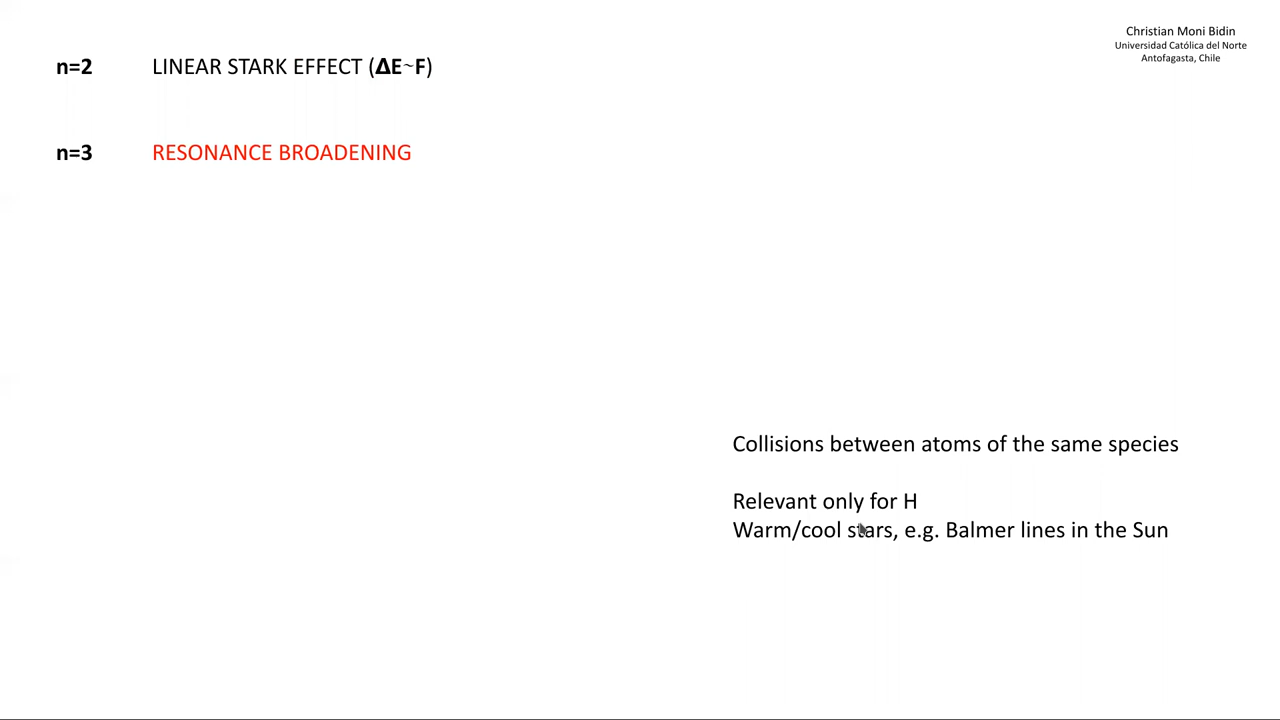 Christian Moni Bidin
Universidad Católica del Norte
Antofagasta, Chile
n=2 LINEAR STARK EFFECT (ΔE~F)
n=3 RESONANCE BROADENING
Collisions between atoms of the same species
Relevant only for H
Warm/cool stars, e.g. Balmer lines in the Sun